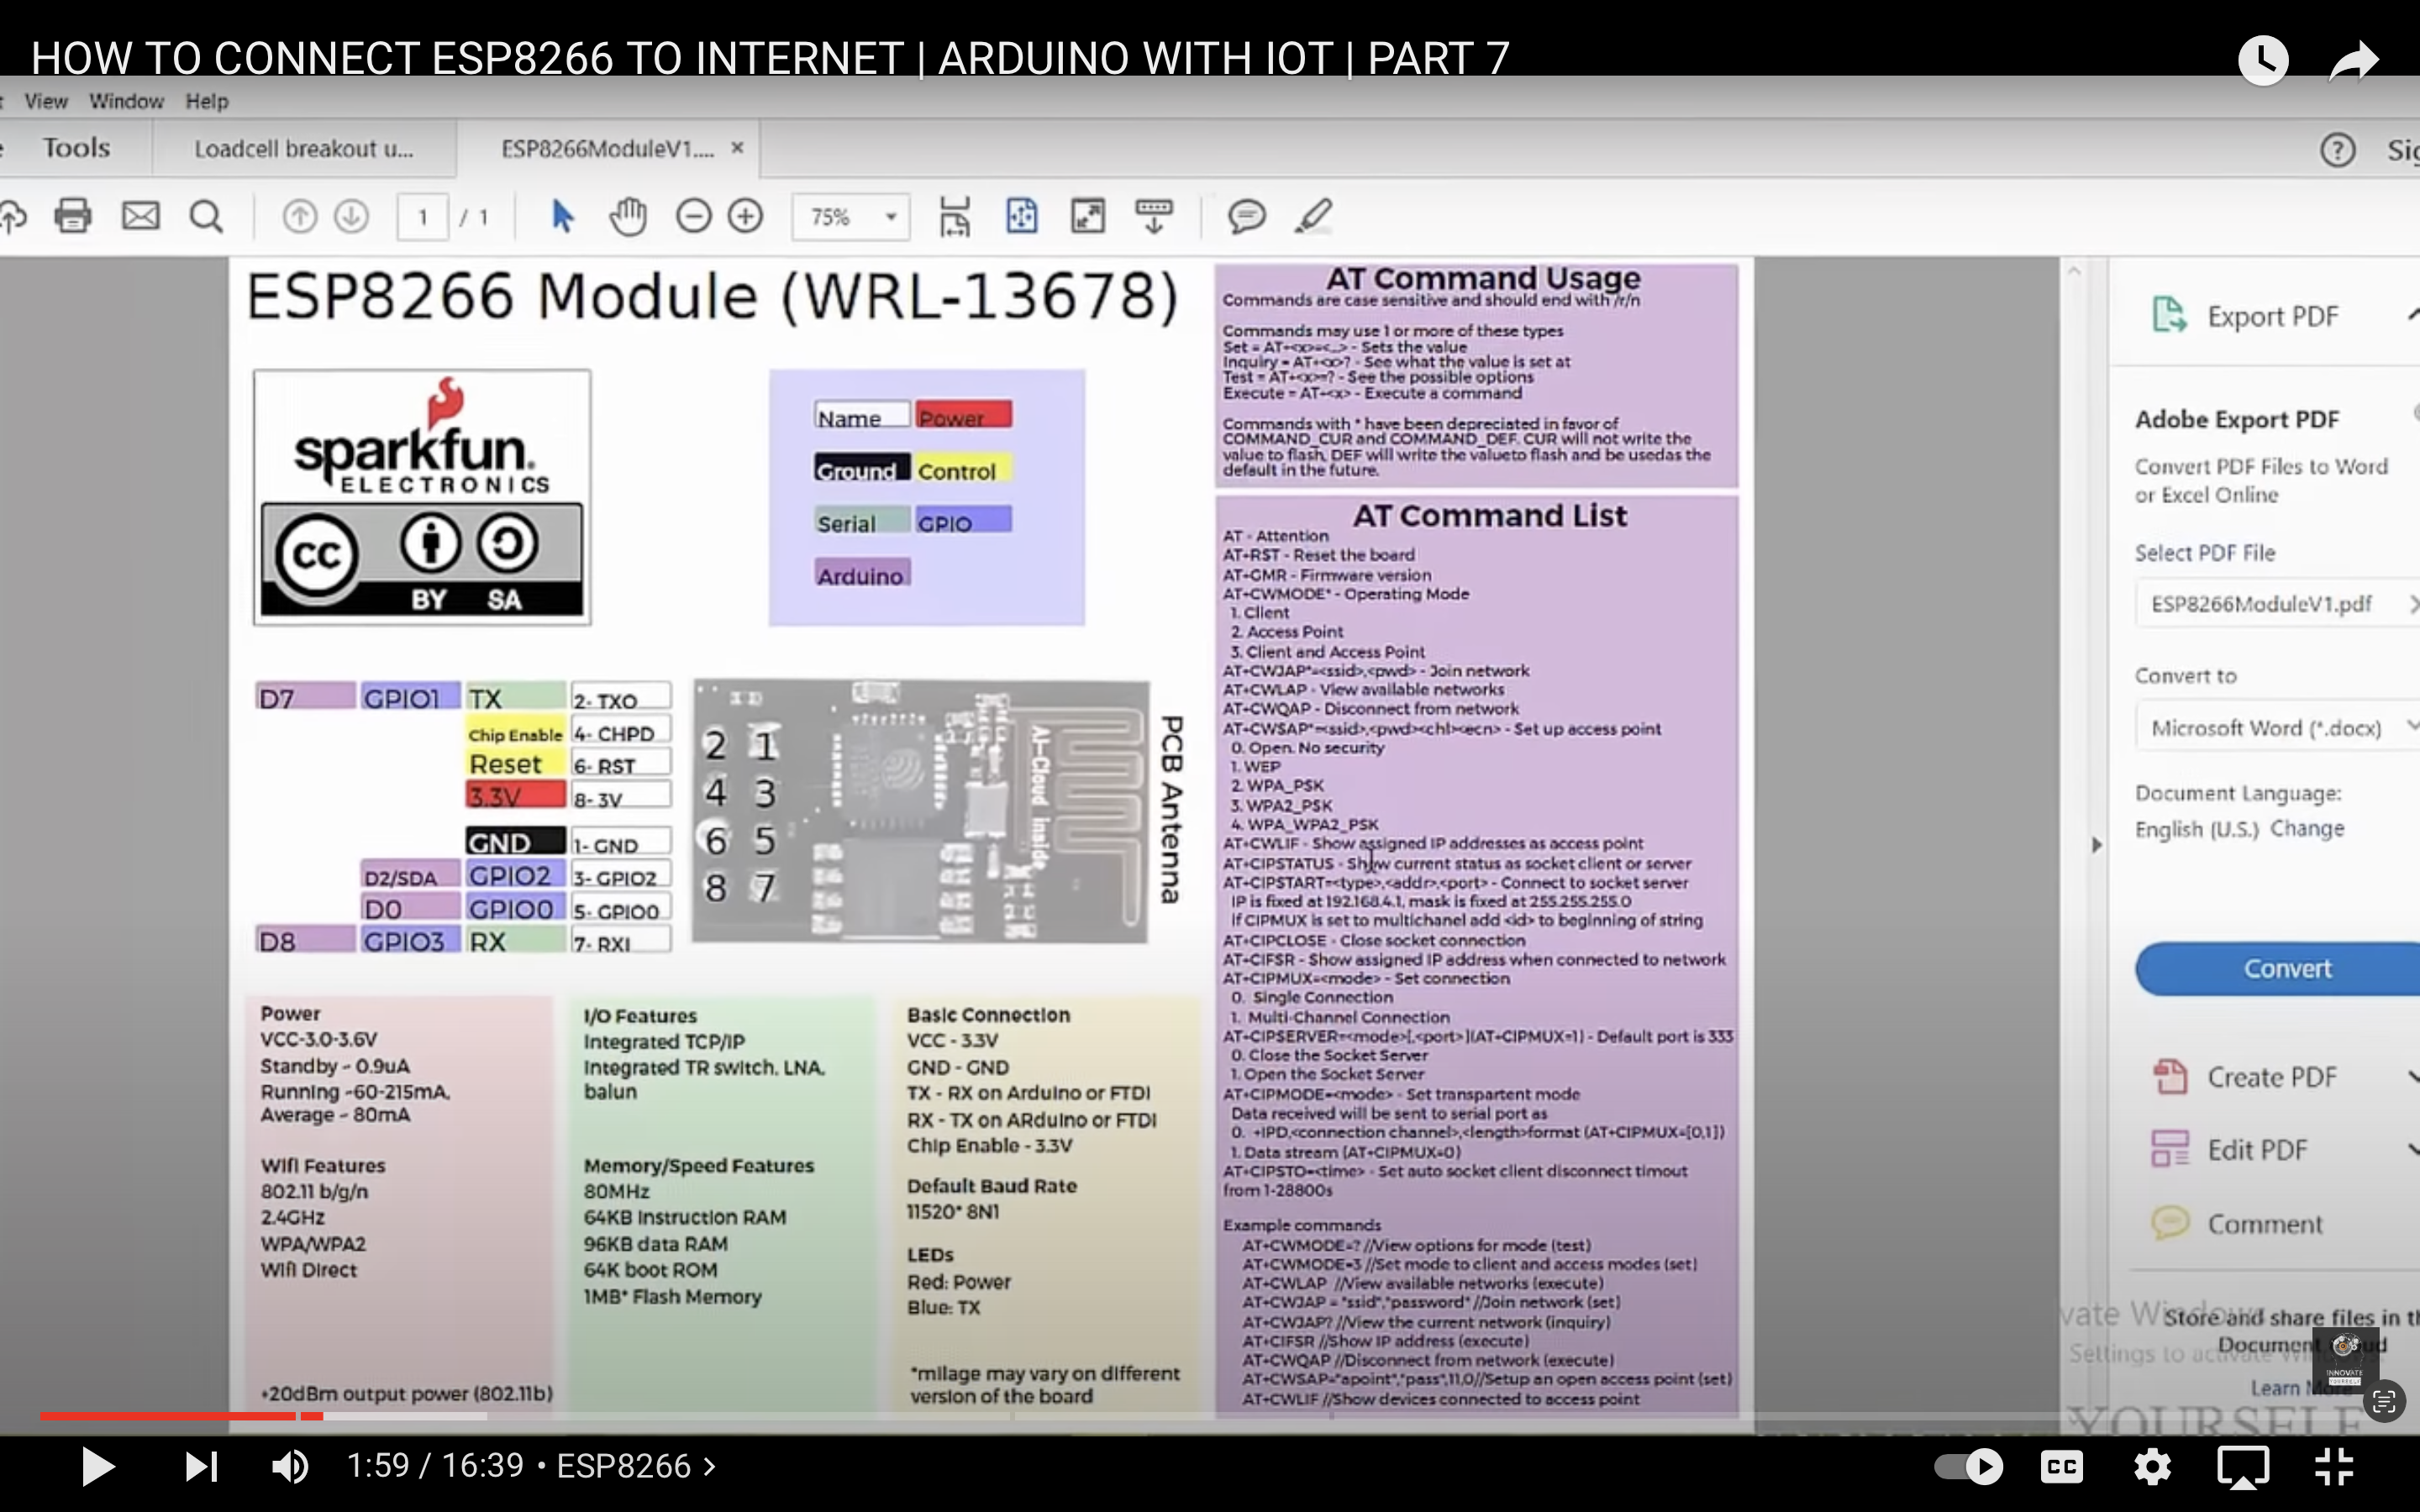 HOW TO CONNECT ESP8266 TO INTERNET | ARDUINO WITH IOT | PART 7
View Window Help
Tools
Loadcell breakout u...
ESP8266ModuleV1....
1 / 1
75%
ESP8266 Module (WRL-13678)
sparkfun.
ELECTRONICS
cc
BY SA
Name Power
Ground Control
Serial GPIO
Arduino
D7 GPIO1 TX 2- TXO
Chip Enable 4- CHPD
Reset 6- RST
3.3V 8- 3V
GND 1- GND
D2/SDA GPIO2 3- GPIO2
D0 GPIO0 5- GPIO0
D8 GPIO3 RX 7- RXI
2 1
4 3
6 5
8 7
Ai-Cloud inside
PCB Antenna
Power
VCC-3.0-3.6V
Standby - 0.9uA
Running -60-215mA,
Average - 80mA
Wifi Features
802.11 b/g/n
2.4GHz
WPA/WPA2
Wifi Direct
+20dBm output power (802.11b)
I/O Features
Integrated TCP/IP
Integrated TR switch, LNA,
balun
Memory/Speed Features
80MHz
64KB Instruction RAM
96KB data RAM
64K boot ROM
1MB* Flash Memory
Basic Connection
VCC - 3.3V
GND - GND
TX - RX on Arduino or FTDI
RX - TX on ARduino or FTDI
Chip Enable - 3.3V
Default Baud Rate
11520* 8N1
LEDs
Red: Power
Blue: TX
*milage may vary on different
version of the board
AT Command Usage
Commands are case sensitive and should end with /r/n
Commands may use 1 or more of these types
Set = AT+<x>=<...> - Sets the value
Inquiry = AT+<x>? - See what the value is set at
Test = AT+<x>=? - See the possible options
Execute = AT+<x> - Execute a command
Commands with * have been depreciated in favor of
COMMAND_CUR and COMMAND_DEF. CUR will not write the
value to flash, DEF will write the valueto flash and be usedas the
default in the future.
AT Command List
AT - Attention
AT+RST - Reset the board
AT+GMR - Firmware version
AT+CWMODE* - Operating Mode
1. Client
2. Access Point
3. Client and Access Point
AT+CWJAP*=<ssid>,<pwd> - Join network
AT+CWLAP - View available networks
AT+CWQAP - Disconnect from network
AT+CWSAP*=<ssid>,<pwd><chl><ecn> - Set up access point
0. Open. No security
1. WEP
2. WPA_PSK
3. WPA2_PSK
4. WPA_WPA2_PSK
AT+CWLIF - Show assigned IP addresses as access point
AT+CIPSTATUS - Show current status as socket client or server
AT+CIPSTART=<type>,<addr>,<port> - Connect to socket server
IP is fixed at 192.168.4.1, mask is fixed at 255.255.255.0
If CIPMUX is set to multichanel add <id> to beginning of string
AT+CIPCLOSE - Close socket connection
AT+CIFSR - Show assigned IP address when connected to network
AT+CIPMUX=<mode> - Set connection
0. Single Connection
1. Multi-Channel Connection
AT+CIPSERVER=<mode>[,<port>](AT+CIPMUX=1) - Default port is 333
0. Close the Socket Server
1. Open the Socket Server
AT+CIPMODE=<mode> - Set transpartent mode
Data received will be sent to serial port as
0. +IPD,<connection channel>,<length>format (AT+CIPMUX=[0,1])
1. Data stream (AT+CIPMUX=0)
AT+CIPSTO=<time> - Set auto socket client disconnect timout
from 1-28800s
Example commands
AT+CWMODE=? //View options for mode (test)
AT+CWMODE=3 //Set mode to client and access modes (set)
AT+CWLAP //View available networks (execute)
AT+CWJAP = "ssid","password" //Join network (set)
AT+CWJAP? //View the current network (inquiry)
AT+CIFSR //Show IP address (execute)
AT+CWQAP //Disconnect from network (execute)
AT+CWSAP="apoint","pass",11,0//Setup an open access point (set)
AT+CWLIF //Show devices connected to access point
Export PDF
Adobe Export PDF
Convert PDF Files to Word
or Excel Online
Select PDF File
ESP8266ModuleV1.pdf
Convert to
Microsoft Word (*.docx)
Document Language:
English (U.S.) Change
Convert
Create PDF
Edit PDF
Comment
Store and share files in
Document
Learn More
Settings to
INNOVATE
YOURSELF
YOURSELF
1:59 / 16:39 • ESP8266 >
CC